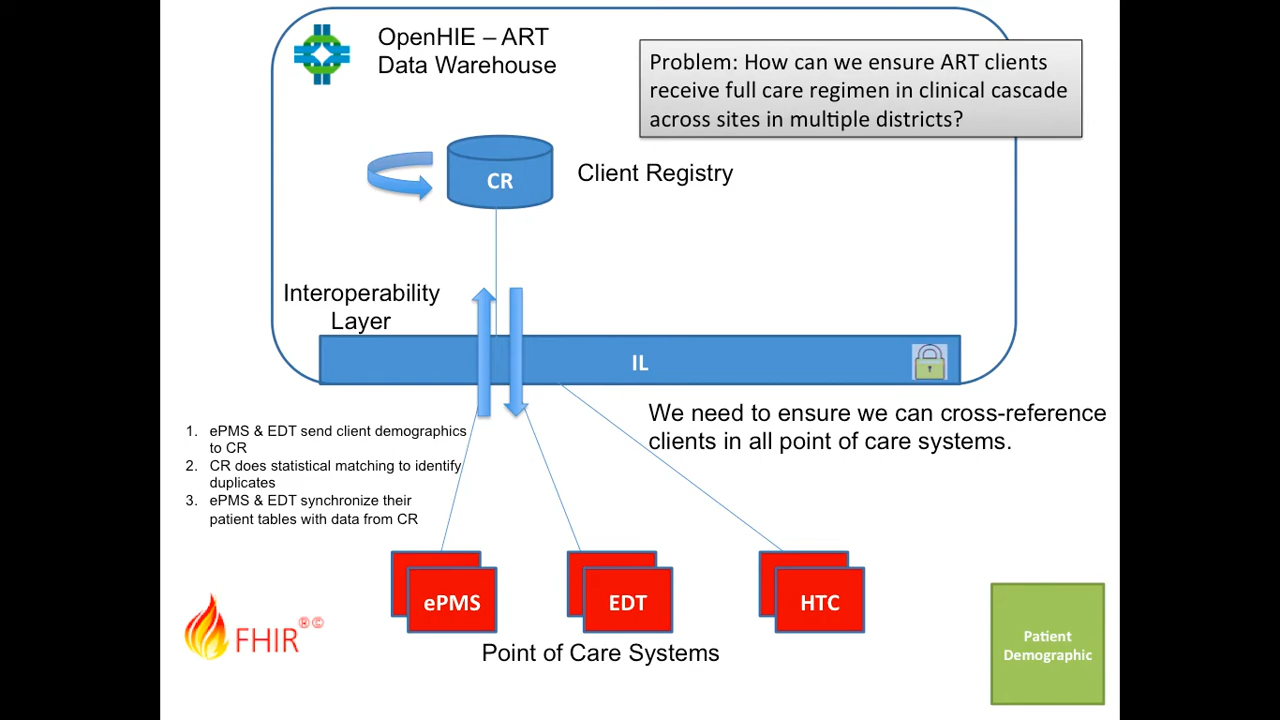 OpenHIE – ART
Data Warehouse
Problem: How can we ensure ART clients
receive full care regimen in clinical cascade
across sites in multiple districts?
CR
Client Registry
Interoperability
Layer
IL
We need to ensure we can cross-reference
clients in all point of care systems.
1. ePMS & EDT send client demographics
to CR
2. CR does statistical matching to identify
duplicates
3. ePMS & EDT synchronize their
patient tables with data from CR
ePMS
EDT
HTC
FHIR®©
Point of Care Systems
Patient
Demographic